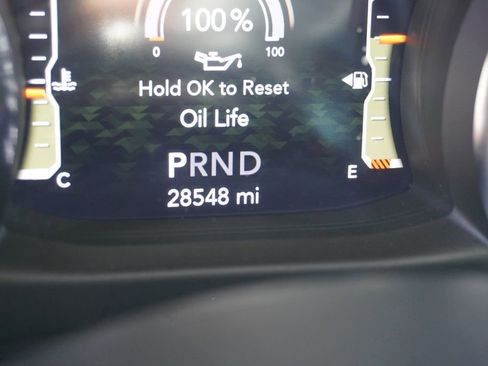 100%
0 100
Hold OK to Reset
Oil Life
PRND
C E
28548 mi